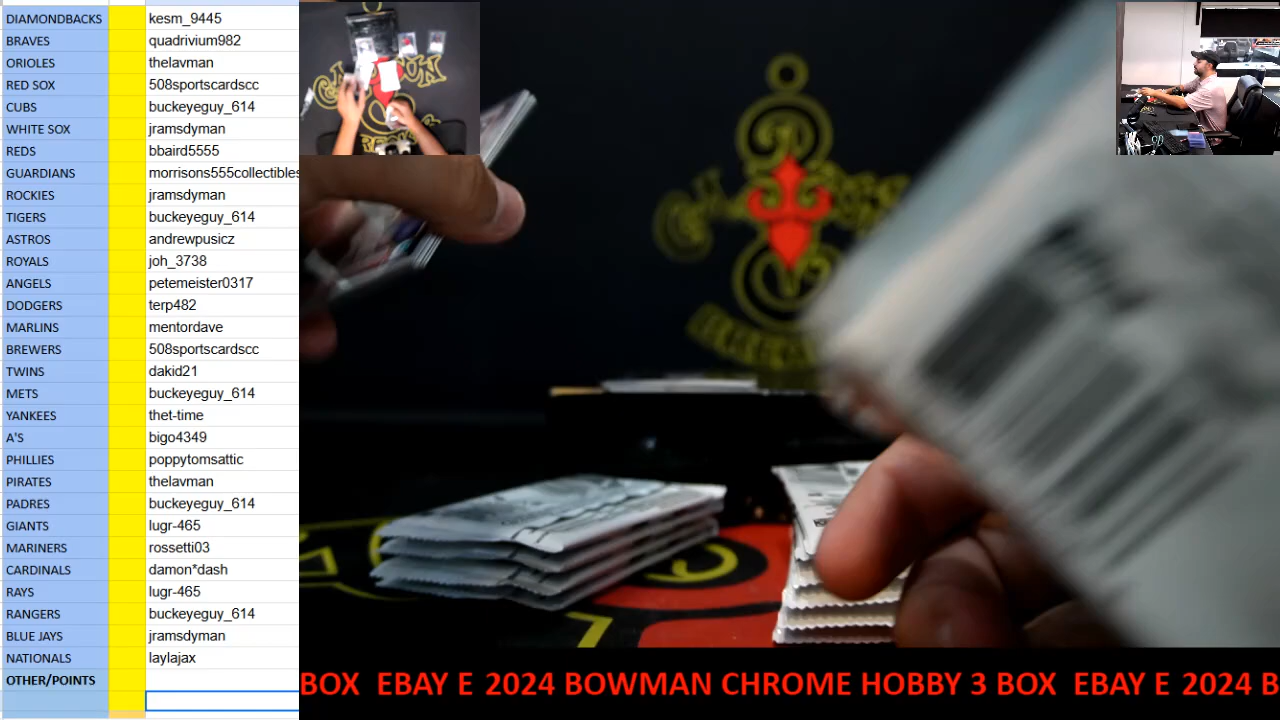 DIAMONDBACKS kesm_9445
BRAVES quadrivium982
ORIOLES thelavman
RED SOX 508sportscardscc
CUBS buckeyeguy_614
WHITE SOX jramsdyman
REDS bbaird5555
GUARDIANS morrisons555collectibles
ROCKIES jramsdyman
TIGERS buckeyeguy_614
ASTROS andrewpusicz
ROYALS joh_3738
ANGELS petemeister0317
DODGERS terp482
MARLINS mentordave
BREWERS 508sportscardscc
TWINS dakid21
METS buckeyeguy_614
YANKEES thet-time
A'S bigo4349
PHILLIES poppytomsattic
PIRATES thelavman
PADRES buckeyeguy_614
GIANTS lugr-465
MARINERS rossetti03
CARDINALS damon*dash
RAYS lugr-465
RANGERS buckeyeguy_614
BLUE JAYS jramsdyman
NATIONALS laylajax
OTHER/POINTS
BOX EBAY E 2024 BOWMAN CHROME HOBBY 3 BOX EBAY E 2024 B